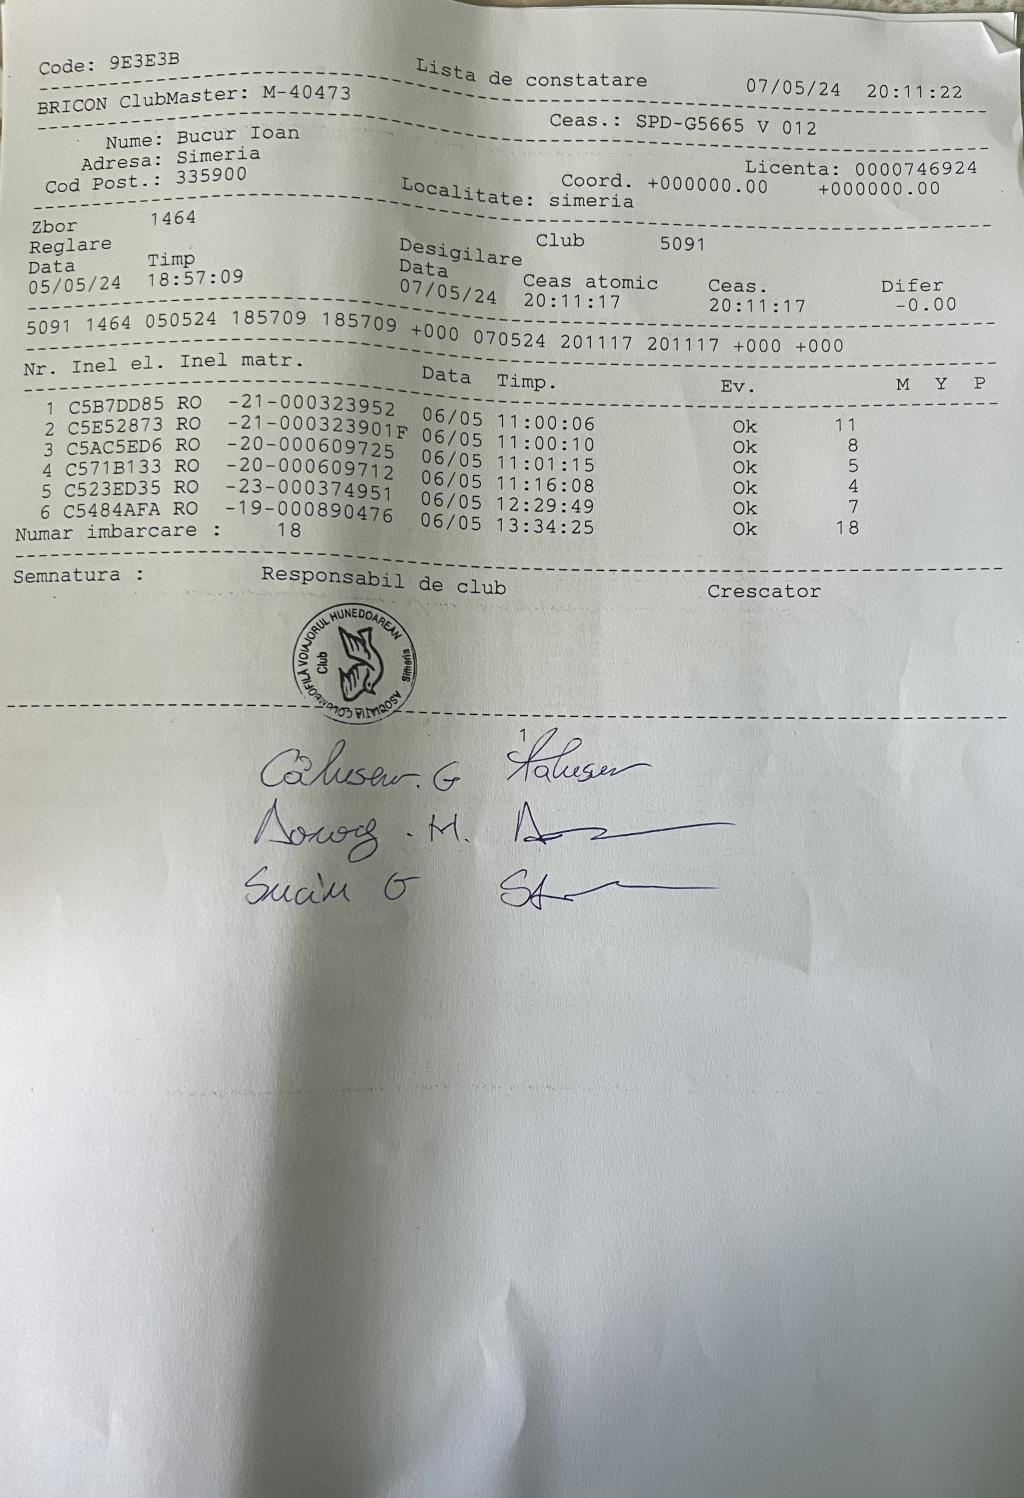 Code: 9E3E3B Lista de constatare 07/05/24 20:11:22
BRICON ClubMaster: M-40473 Ceas.: SPD-G5665 V 012
Nume: Bucur Ioan
Adresa: Simeria Licenta: 0000746924
Cod Post.: 335900 Localitate: simeria Coord. +000000.00 +000000.00
Zbor 1464 Club 5091
Reglare Desigilare
Data Timp Data Ceas atomic Ceas. Difer
05/05/24 18:57:09 07/05/24 20:11:17 20:11:17 -0.00
5091 1464 050524 185709 185709 +000 070524 201117 201117 +000 +000
Nr. Inel el. Inel matr. Data Timp. Ev. M Y P
1 C5B7DD85 RO -21-000323952 06/05 11:00:06 Ok 11
2 C5E52873 RO -21-000323901F 06/05 11:00:10 Ok 8
3 C5AC5ED6 RO -20-000609725 06/05 11:01:15 Ok 5
4 C571B133 RO -20-000609712 06/05 11:16:08 Ok 4
5 C523ED35 RO -23-000374951 06/05 12:29:49 Ok 7
6 C5484AFA RO -19-000890476 06/05 13:34:25 Ok 18
Numar imbarcare : 18
Semnatura : Responsabil de club Crescator
ASOCIAȚIA COLUMBOFILĂ VOIAJORUL HUNEDOREAN
Club Simeria
1
G
M.
Suciu G